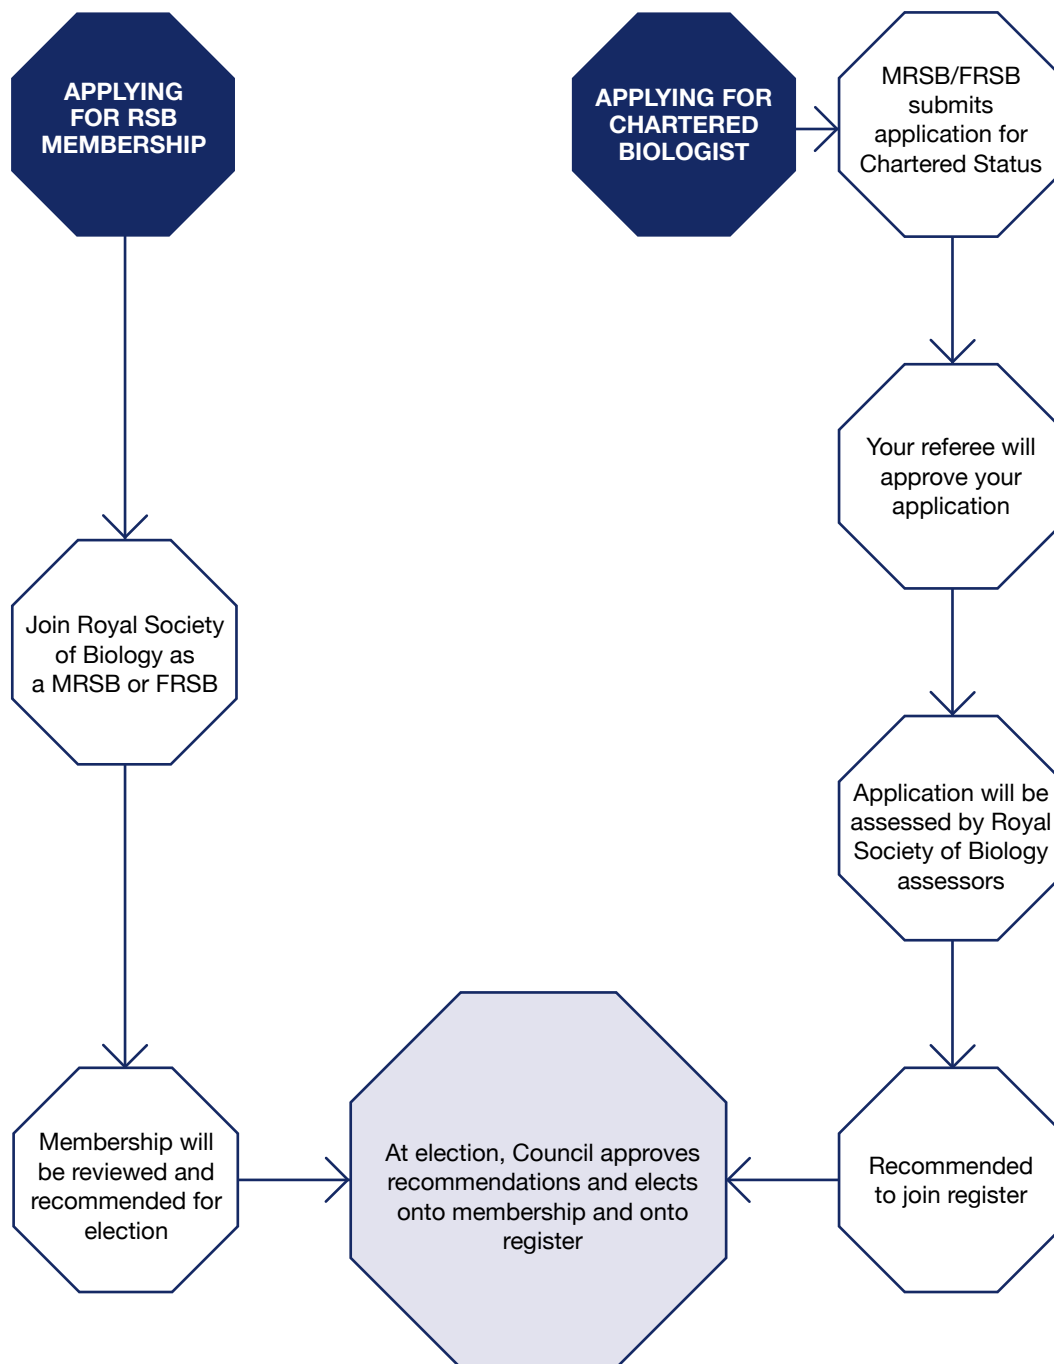 APPLYING
FOR RSB
MEMBERSHIP
APPLYING FOR
CHARTERED
BIOLOGIST
MRSB/FRSB
submits
application for
Chartered Status
Your referee will
approve your
application
Join Royal Society
of Biology as
a MRSB or FRSB
Application will be
assessed by Royal
Society of Biology
assessors
Membership will
be reviewed and
recommended for
election
At election, Council approves
recommendations and elects
onto membership and onto
register
Recommended
to join register